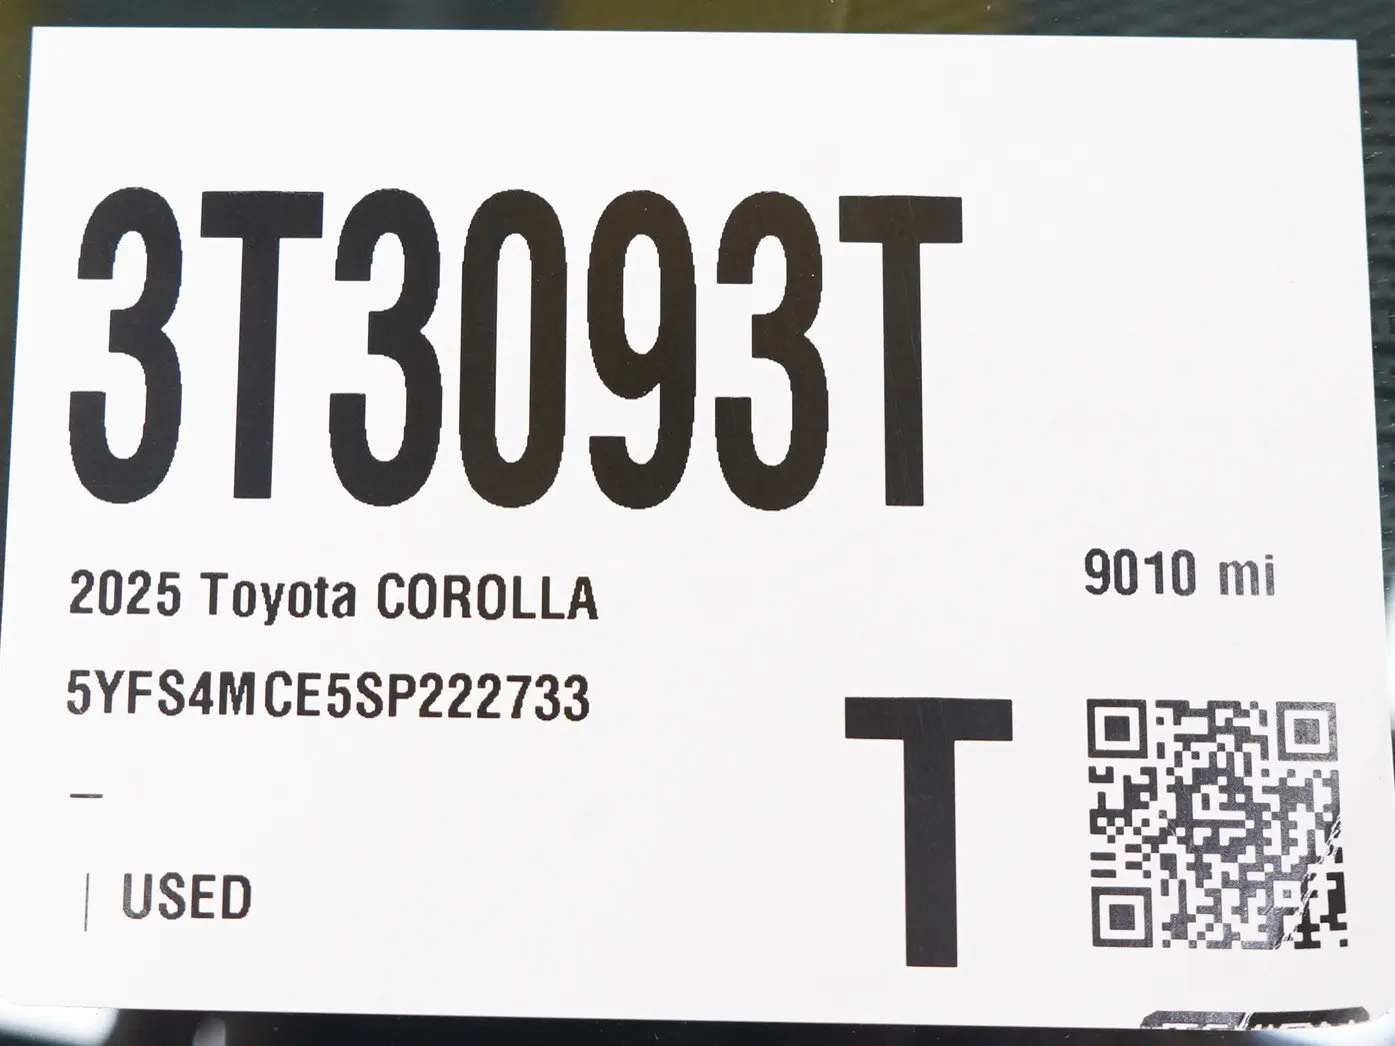 3T3093T
2025 Toyota COROLLA
9010 mi
5YFS4MCE5SP222733
–
T
| USED